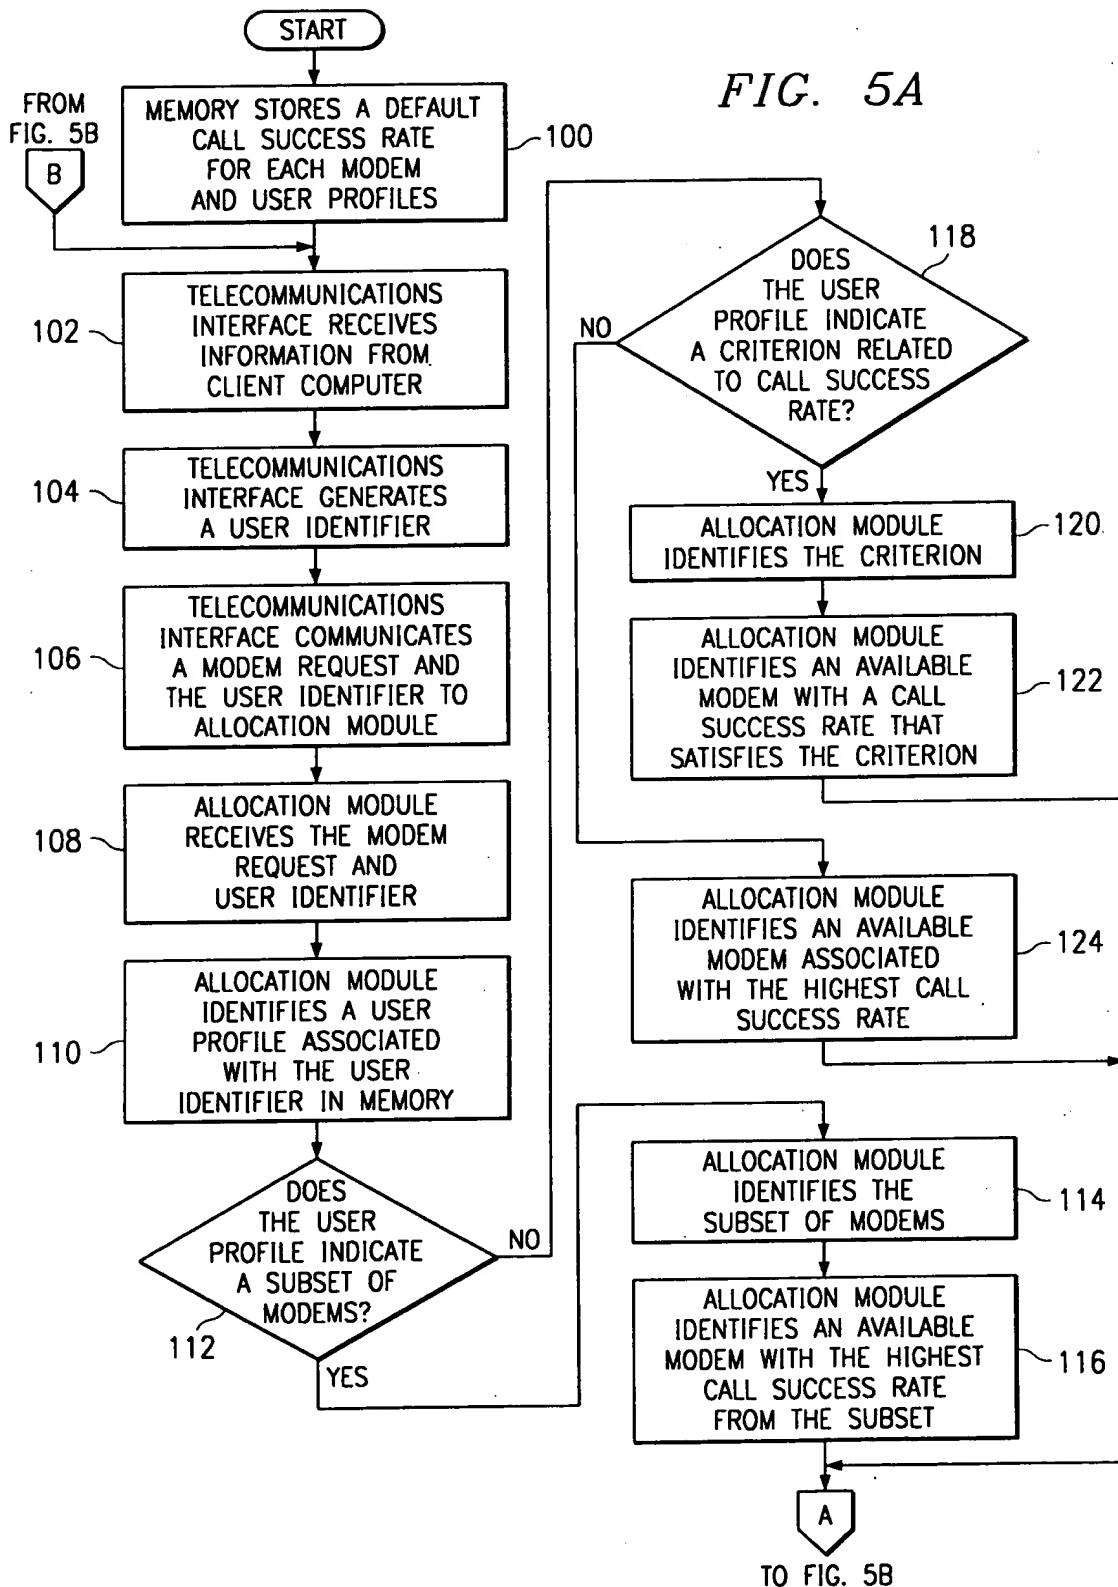 START
FIG. 5A
FROM
FIG. 5B
B
MEMORY STORES A DEFAULT
CALL SUCCESS RATE
FOR EACH MODEM
AND USER PROFILES
100
TELECOMMUNICATIONS
INTERFACE RECEIVES
INFORMATION FROM
CLIENT COMPUTER
102
TELECOMMUNICATIONS
INTERFACE GENERATES
A USER IDENTIFIER
104
TELECOMMUNICATIONS
INTERFACE COMMUNICATES
A MODEM REQUEST AND
THE USER IDENTIFIER TO
ALLOCATION MODULE
106
ALLOCATION MODULE
RECEIVES THE MODEM
REQUEST AND
USER IDENTIFIER
108
ALLOCATION MODULE
IDENTIFIES A USER
PROFILE ASSOCIATED
WITH THE USER
IDENTIFIER IN MEMORY
110
DOES
THE USER
PROFILE INDICATE
A SUBSET OF
MODEMS?
112
NO
YES
DOES
THE USER
PROFILE INDICATE
A CRITERION RELATED
TO CALL SUCCESS
RATE?
118
NO
YES
ALLOCATION MODULE
IDENTIFIES THE CRITERION
120
ALLOCATION MODULE
IDENTIFIES AN AVAILABLE
MODEM WITH A CALL
SUCCESS RATE THAT
SATISFIES THE CRITERION
122
ALLOCATION MODULE
IDENTIFIES AN AVAILABLE
MODEM ASSOCIATED
WITH THE HIGHEST CALL
SUCCESS RATE
124
ALLOCATION MODULE
IDENTIFIES THE
SUBSET OF MODEMS
114
ALLOCATION MODULE
IDENTIFIES AN AVAILABLE
MODEM WITH THE HIGHEST
CALL SUCCESS RATE
FROM THE SUBSET
116
A
TO FIG. 5B